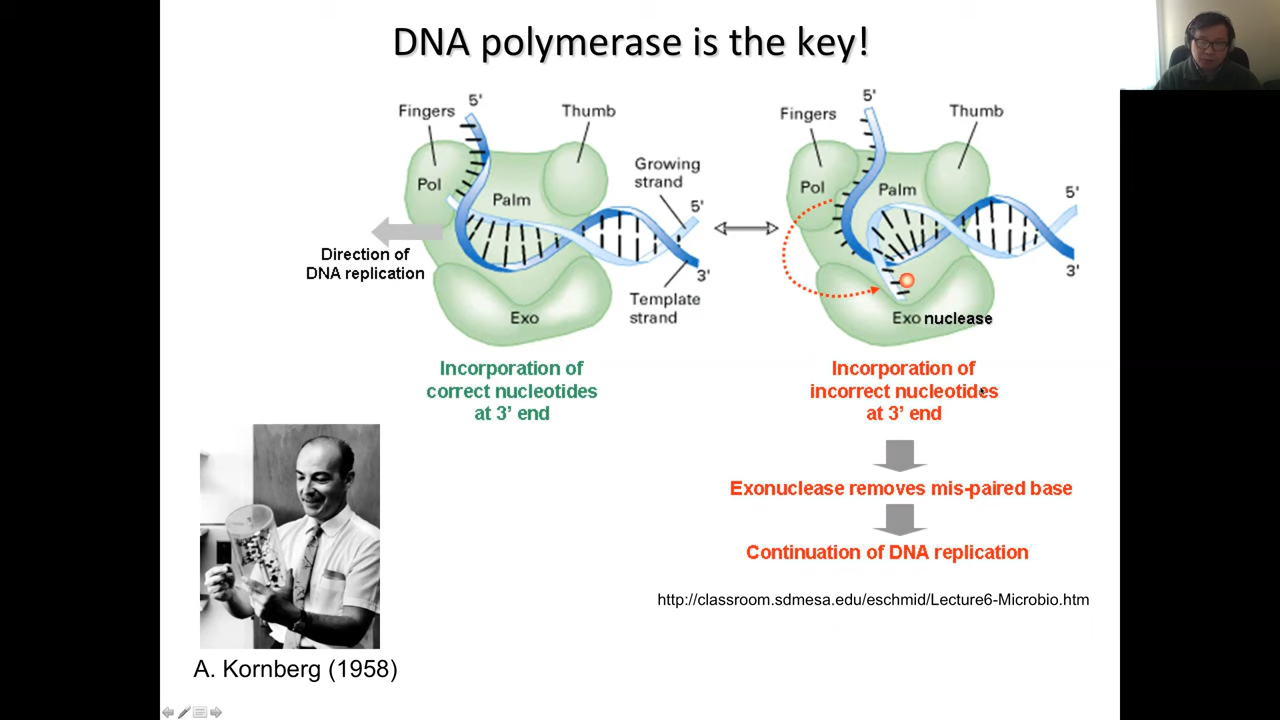 DNA polymerase is the key!
5'
Fingers
Thumb
Pol
Palm
Growing
strand
5'
Direction of
DNA replication
3'
Template
strand
Exo
Incorporation of
correct nucleotides
at 3’ end
5'
Fingers
Thumb
Pol
Palm
5'
3'
Exo nuclease
Incorporation of
incorrect nucleotides
at 3’ end
Exonuclease removes mis-paired base
Continuation of DNA replication
http://classroom.sdmesa.edu/eschmid/Lecture6-Microbio.htm
A. Kornberg (1958)